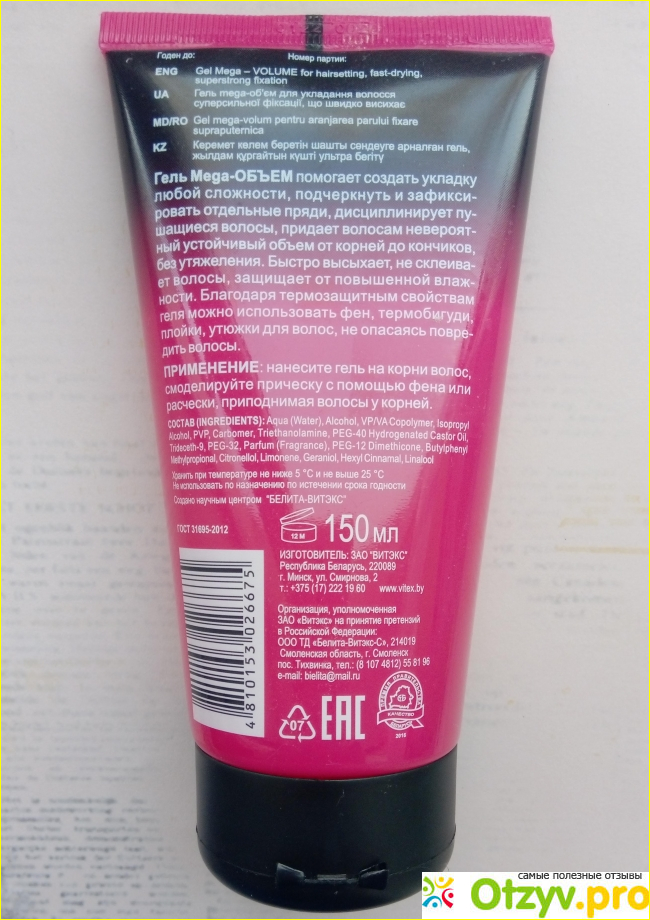 Годен до: Номер партии:
ENG Gel Mega – VOLUME for hairsetting, fast-drying,
superstrong fixation
UA Гель mega-об'єм для укладання волосся
суперсильної фіксації, що швидко висихає
MD/RO Gel mega-volum pentru aranjarea parului fixare
supraputernica
KZ Керемет көлем беретін шашты сәндеуге арналған гель,
жылдам құрғайтын күшті ультра бегіту
Гель Mega-ОБЪЕМ помогает создать укладку
любой сложности, подчеркнуть и зафикси-
ровать отдельные пряди, дисциплинирует пу-
шащиеся волосы, придает волосам невероят-
ный устойчивый объем от корней до кончиков,
без утяжеления. Быстро высыхает, не склеива-
ет волосы, защищает от повышенной влаж-
ности. Благодаря термозащитным свойствам
геля можно использовать фен, термобигуди,
плойки, утюжки для волос, не опасаясь повре-
дить волосы.
ПРИМЕНЕНИЕ: нанесите гель на корни волос,
смоделируйте прическу с помощью фена или
расчески, приподнимая волосы у корней.
СОСТАВ (INGREDIENTS): Aqua (Water), Alcohol, VP/VA Copolymer, Isopropyl
Alcohol, PVP, Carbomer, Triethanolamine, PEG-40 Hydrogenated Castor Oil,
Trideceth-9, PEG-32, Parfum (Fragrance), PEG-12 Dimethicone, Butylphenyl
Methylpropional, Citronellol, Limonene, Geraniol, Hexyl Cinnamal, Linalool
Хранить при температуре не ниже 5 °С и не выше 25 °С
Не использовать по назначению по истечении срока годности
Создано научным центром "БЕЛИТА-ВИТЭКС"
ГОСТ 31695-2012
12 M
150 мл
ИЗГОТОВИТЕЛЬ: ЗАО "ВИТЭКС"
Республика Беларусь, 220089
г. Минск, ул. Смирнова, 2
т.: +375 (17) 222 19 60 www.vitex.by
Организация, уполномоченная
ЗАО «Витэкс» на принятие претензий
в Российской Федерации:
ООО ТД «Белита-Витэкс-С», 214019
Смоленская область, г. Смоленск
пос. Тихвинка, тел.: (8 107 4812) 55 81 96
e-mail: bielita@mail.ru
4 810153 026675
07
EAC
КАЧЕСТВО
самые полезные отзывы
Otzyv.pro